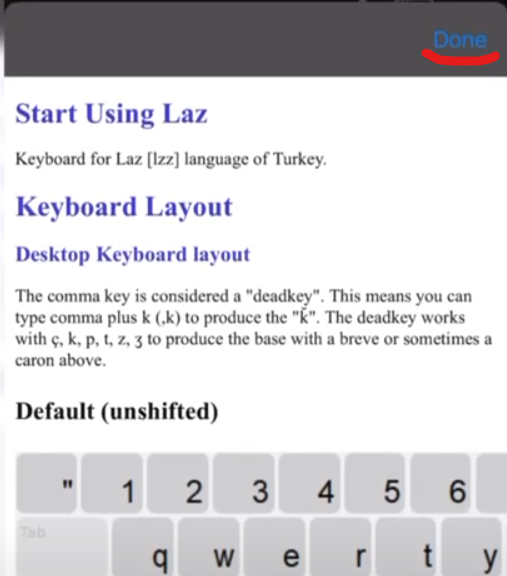 Done
Start Using Laz
Keyboard for Laz [lzz] language of Turkey.
Keyboard Layout
Desktop Keyboard layout
The comma key is considered a "deadkey". This means you can
type comma plus k (,k) to produce the "ǩ". The deadkey works
with ç, k, p, t, z, ʒ to produce the base with a breve or sometimes a
caron above.
Default (unshifted)
" 1 2 3 4 5 6
Tab q w e r t y